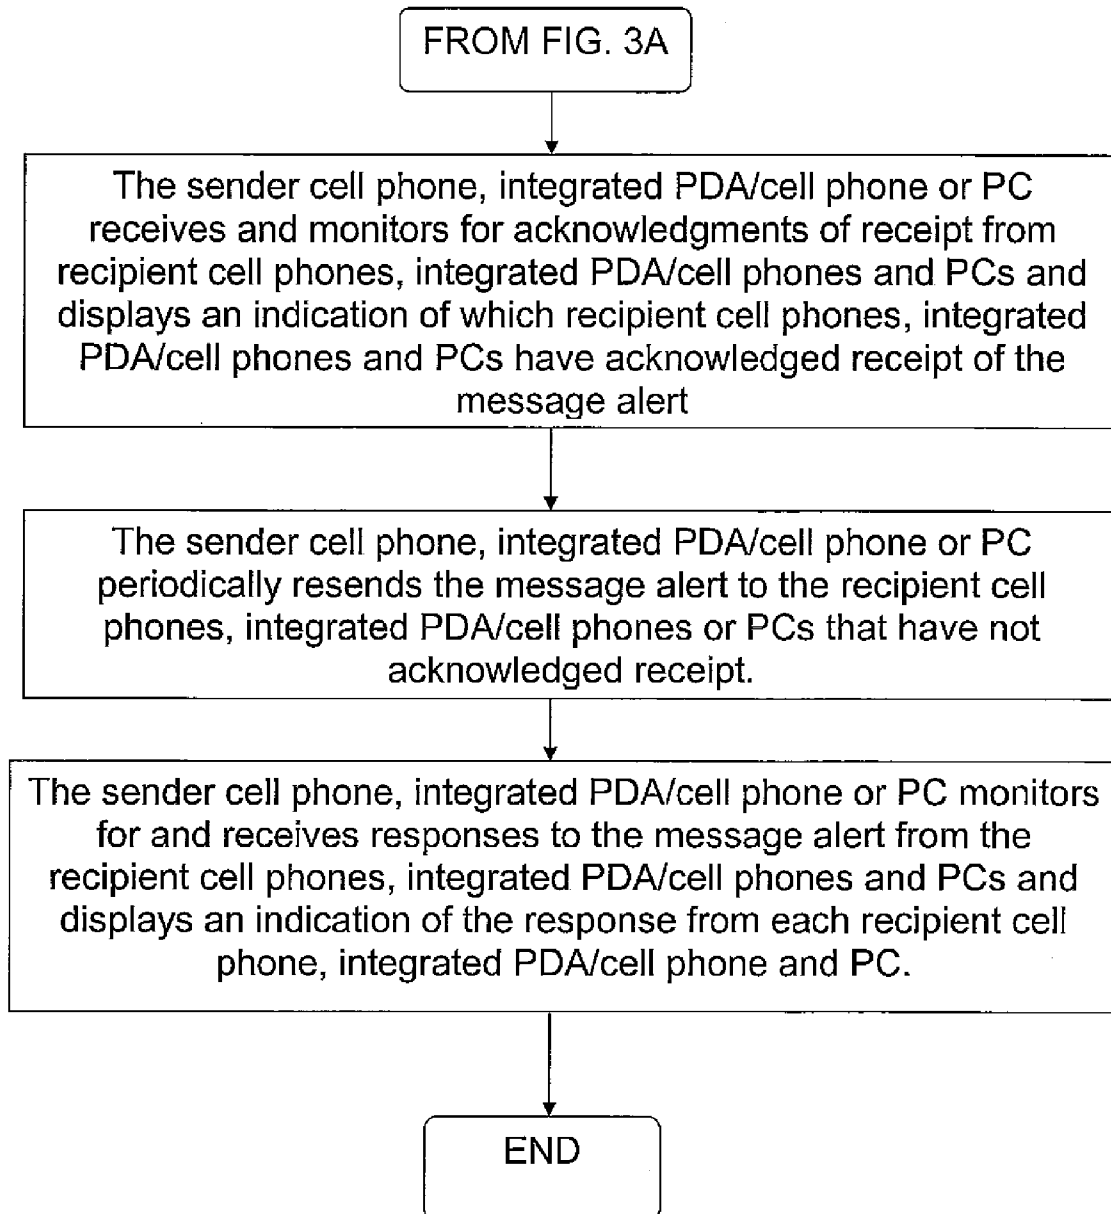 FROM FIG. 3A
The sender cell phone, integrated PDA/cell phone or PC
receives and monitors for acknowledgments of receipt from
recipient cell phones, integrated PDA/cell phones and PCs and
displays an indication of which recipient cell phones, integrated
PDA/cell phones and PCs have acknowledged receipt of the
message alert
The sender cell phone, integrated PDA/cell phone or PC
periodically resends the message alert to the recipient cell
phones, integrated PDA/cell phones or PCs that have not
acknowledged receipt.
The sender cell phone, integrated PDA/cell phone or PC monitors
for and receives responses to the message alert from the
recipient cell phones, integrated PDA/cell phones and PCs and
displays an indication of the response from each recipient cell
phone, integrated PDA/cell phone and PC.
END